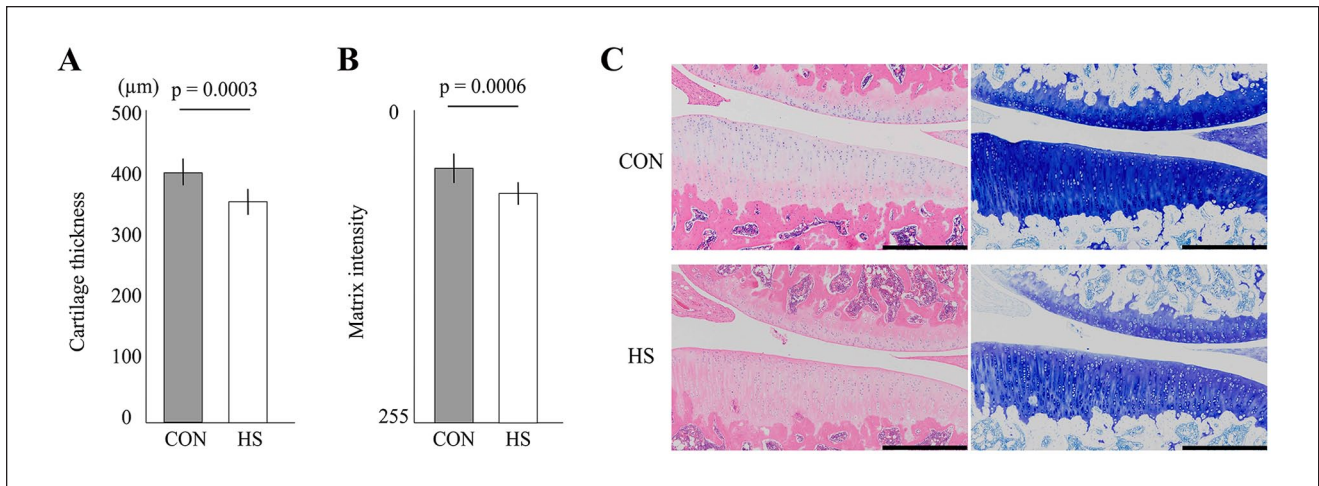 A
(μm)
p = 0.0003
500
400
300
200
100
0
Cartilage thickness
CON
HS
B
p = 0.0006
0
255
Matrix intensity
CON
HS
C
CON
HS